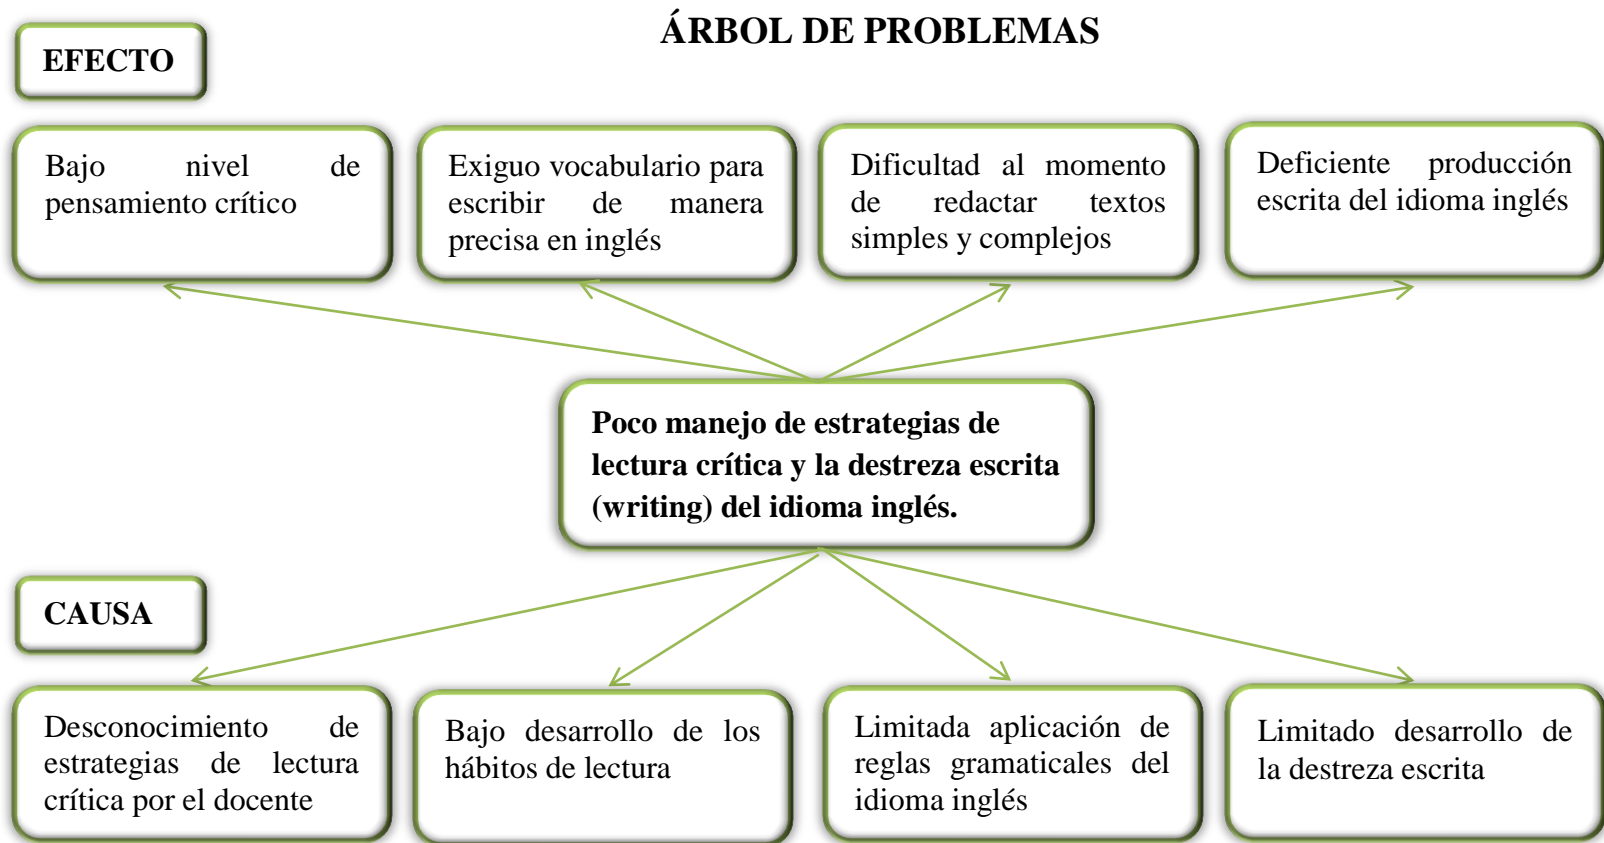 ÁRBOL DE PROBLEMAS
EFECTO
Bajo nivel de
pensamiento crítico
Exiguo vocabulario para
escribir de manera
precisa en inglés
Dificultad al momento
de redactar textos
simples y complejos
Deficiente producción
escrita del idioma inglés
Poco manejo de estrategias de
lectura crítica y la destreza escrita
(writing) del idioma inglés.
CAUSA
Desconocimiento de
estrategias de lectura
crítica por el docente
Bajo desarrollo de los
hábitos de lectura
Limitada aplicación de
reglas gramaticales del
idioma inglés
Limitado desarrollo de
la destreza escrita